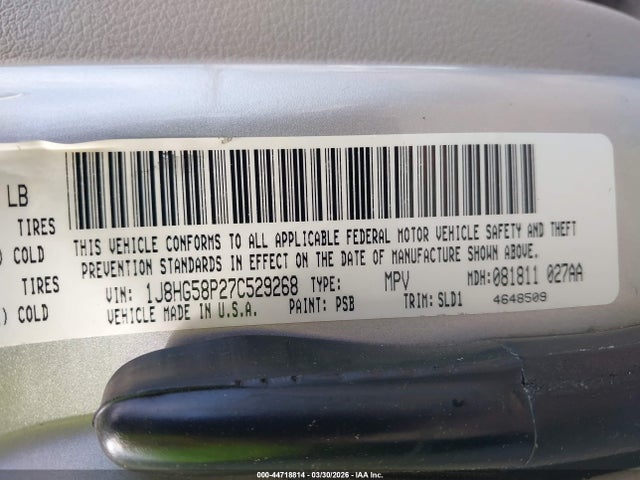 LB
TIRES
) COLD
TIRES
) COLD
THIS VEHICLE CONFORMS TO ALL APPLICABLE FEDERAL MOTOR VEHICLE SAFETY AND THEFT
PREVENTION STANDARDS IN EFFECT ON THE DATE OF MANUFACTURE SHOWN ABOVE.
VIN: 1J8HG58P27C529268 TYPE: MPV MDH: 081811 027AA
VEHICLE MADE IN U.S.A. PAINT: PSB TRIM: SLD1 4648509
000-44718814 - 03/30/2026 - IAA Inc.